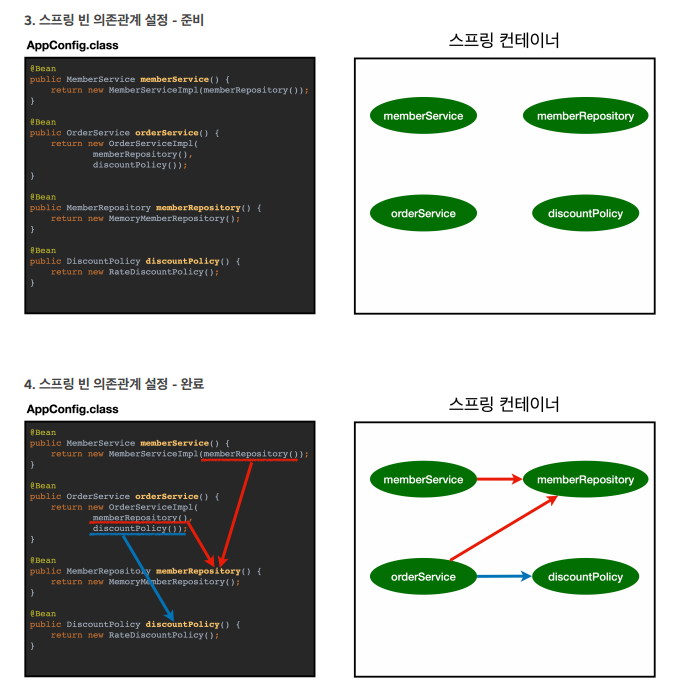 3. 스프링 빈 의존관계 설정 - 준비
AppConfig.class
@Bean
public MemberService memberService() {
return new MemberServiceImpl(memberRepository());
}
@Bean
public OrderService orderService() {
return new OrderServiceImpl(
memberRepository(),
discountPolicy());
}
@Bean
public MemberRepository memberRepository() {
return new MemoryMemberRepository();
}
@Bean
public DiscountPolicy discountPolicy() {
return new RateDiscountPolicy();
}
스프링 컨테이너
memberService
memberRepository
orderService
discountPolicy
4. 스프링 빈 의존관계 설정 - 완료
AppConfig.class
@Bean
public MemberService memberService() {
return new MemberServiceImpl(memberRepository());
}
@Bean
public OrderService orderService() {
return new OrderServiceImpl(
memberRepository(),
discountPolicy());
}
@Bean
public MemberRepository memberRepository() {
return new MemoryMemberRepository();
}
@Bean
public DiscountPolicy discountPolicy() {
return new RateDiscountPolicy();
}
스프링 컨테이너
memberService
memberRepository
orderService
discountPolicy